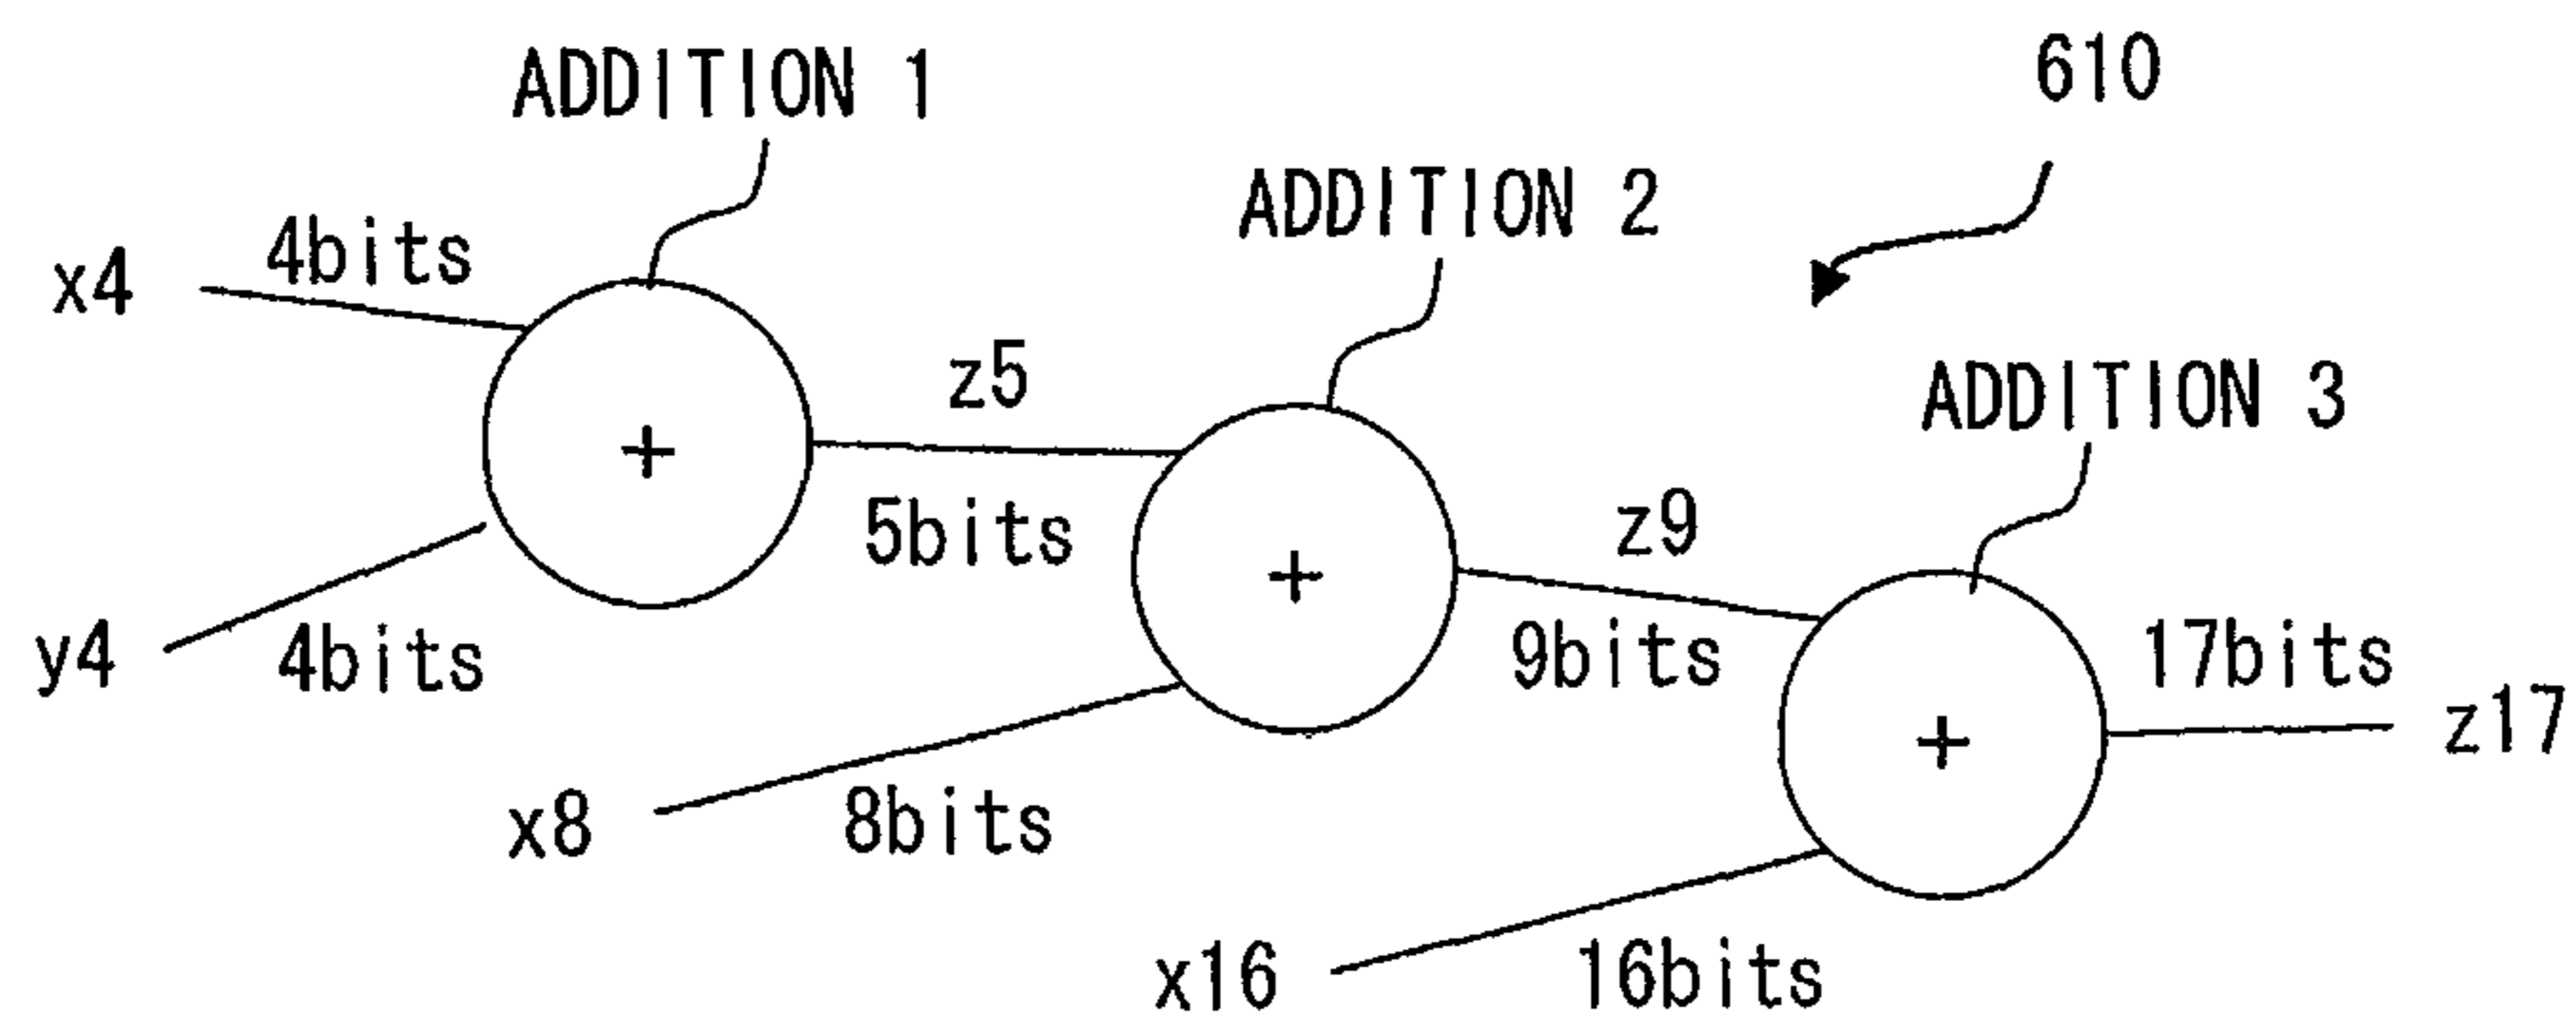 610
ADDITION 1
ADDITION 2
x4
4bits
z5
ADDITION 3
+
5bits
z9
y4
4bits
+
9bits
17bits
z17
x8
8bits
+
x16
16bits